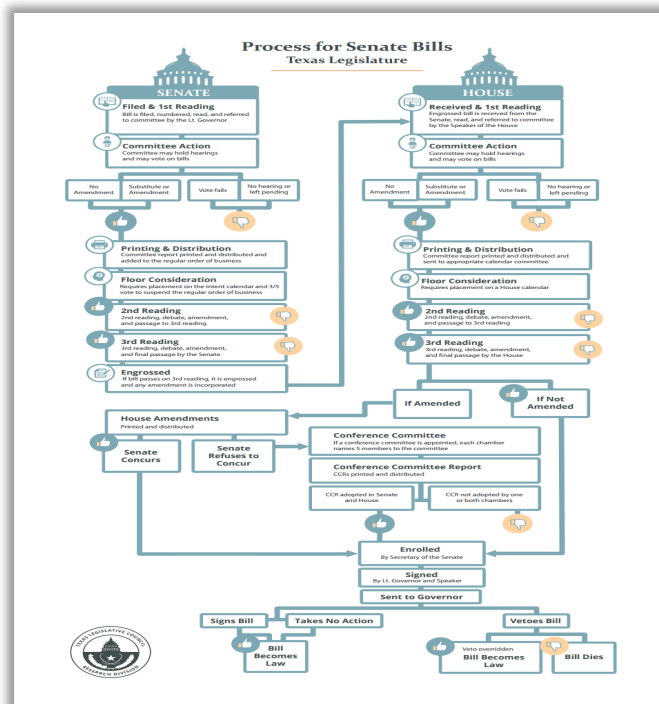 Process for Senate Bills
Texas Legislature
SENATE
Filed & 1st Reading
Bill is filed, numbered, read, and referred
to committee by the Lt. Governor
Committee Action
Committee may hold hearings
and may vote on bills
No
Amendment
Substitute or
Amendment
Vote fails
No hearing or
left pending
Printing & Distribution
Committee report printed and distributed and
added to the regular order of business
Floor Consideration
Requires placement on the intent calendar and 3/5
vote to suspend the regular order of business
2nd Reading
2nd reading, debate, amendment,
and passage to 3rd reading
3rd Reading
3rd reading, debate, amendment,
and final passage by the Senate
Engrossed
If bill passes on 3rd reading, it is engrossed
and any amendment is incorporated
HOUSE
Received & 1st Reading
Engrossed bill is received from the
Senate, read, and referred to committee
by the Speaker of the House
Committee Action
Committee may hold hearings
and may vote on bills
No
Amendment
Substitute or
Amendment
Vote fails
No hearing or
left pending
Printing & Distribution
Committee report printed and distributed and
sent to appropriate calendar committee
Floor Consideration
Requires placement on a House calendar
2nd Reading
2nd reading, debate, amendment,
and passage to 3rd reading
3rd Reading
3rd reading, debate, amendment,
and final passage by the House
If Amended
If Not
Amended
House Amendments
Printed and distributed
Senate
Concurs
Senate
Refuses to
Concur
Conference Committee
If a conference committee is appointed, each chamber
names 5 members to the committee
Conference Committee Report
CCRs printed and distributed
CCR adopted in Senate
and House
CCR not adopted by one
or both chambers
Enrolled
By Secretary of the Senate
Signed
By Lt. Governor and Speaker
Sent to Governor
Signs Bill
Takes No Action
Vetoes Bill
Bill
Becomes
Law
Veto overridden
Bill Becomes
Law
Bill Dies
TEXAS LEGISLATIVE COUNCIL
RESEARCH DIVISION